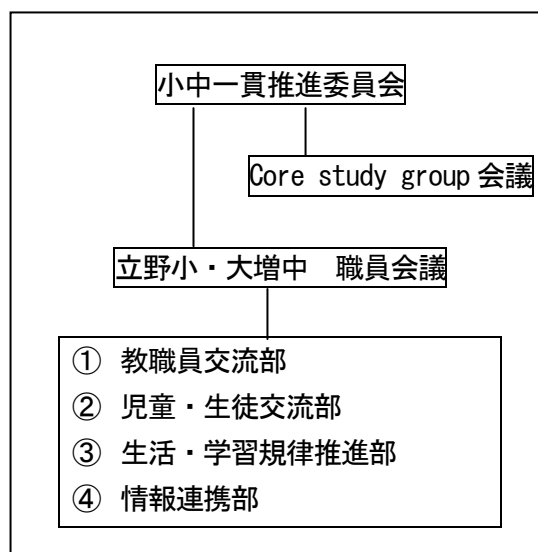 小中一貫推進委員会
Core study group 会議
立野小・大増中　職員会議
① 教職員交流部
② 児童・生徒交流部
③ 生活・学習規律推進部
④ 情報連携部